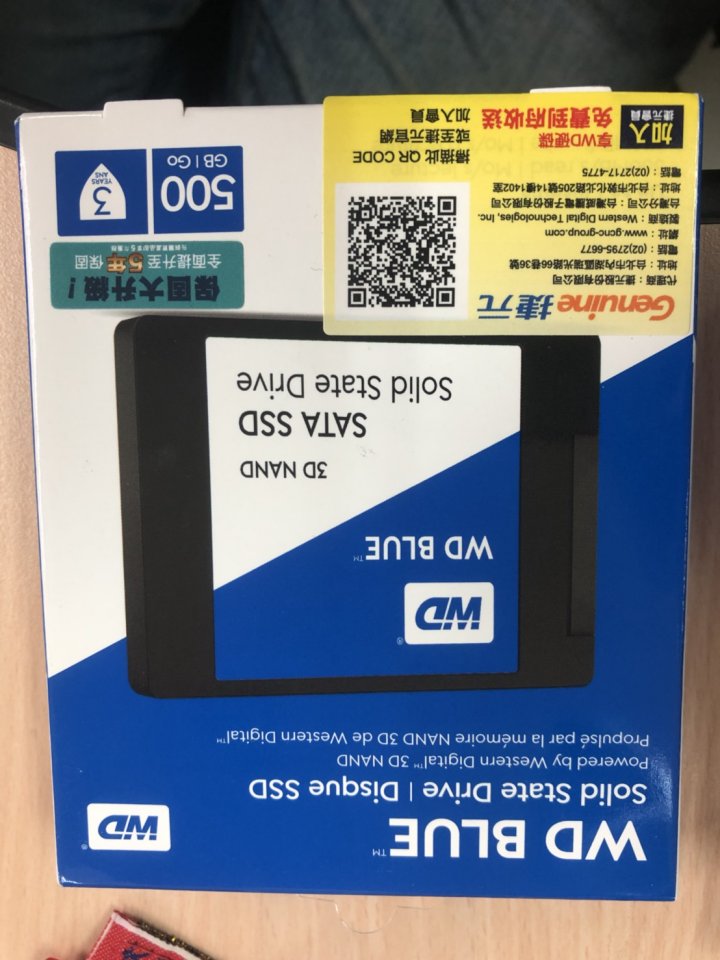 WD BLUE™
WD®
Solid State Drive | Disque SSD
Powered by Western Digital™ 3D NAND
Propulsé par la mémoire NAND 3D de Western Digital™
WD®
WD BLUE™
3D NAND
SATA SSD
Solid State Drive
Genuine 捷元
代理商：捷元股份有限公司
地址：台北市內湖區陽光街66巷36號
電話：(02)2795-6677
網址：www.gcnc-group.com
製造商：Western Digital Technologies, Inc.
台灣分公司：台灣威騰電子股份有限公司
地址：台北市敦化北路205號14樓1402室
電話：(02)2717-4775
加入
捷元會員
享WD硬碟
免費到府收送
掃描此 QR CODE
或至捷元官網
加入會員
保固大升級!
全面提升至5年保固
500
GB | Go
3
YEARS
ANS